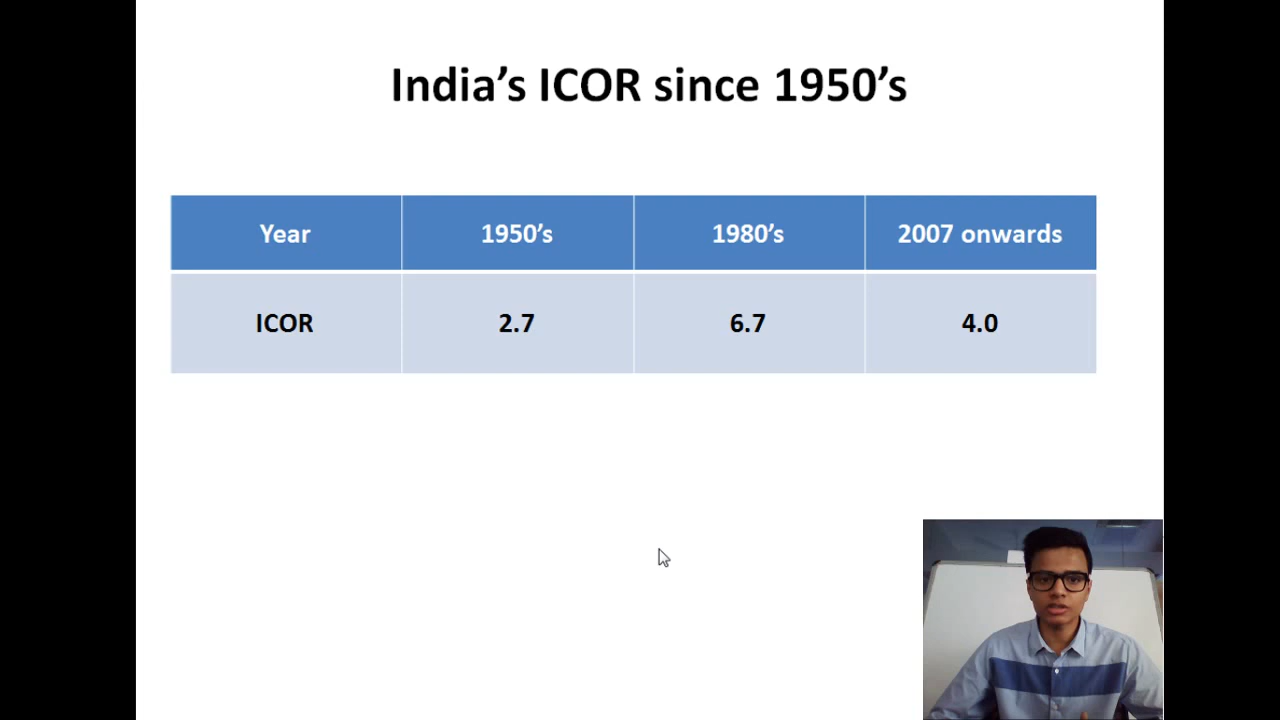 India’s ICOR since 1950’s
Year 1950’s 1980’s 2007 onwards
ICOR 2.7 6.7 4.0